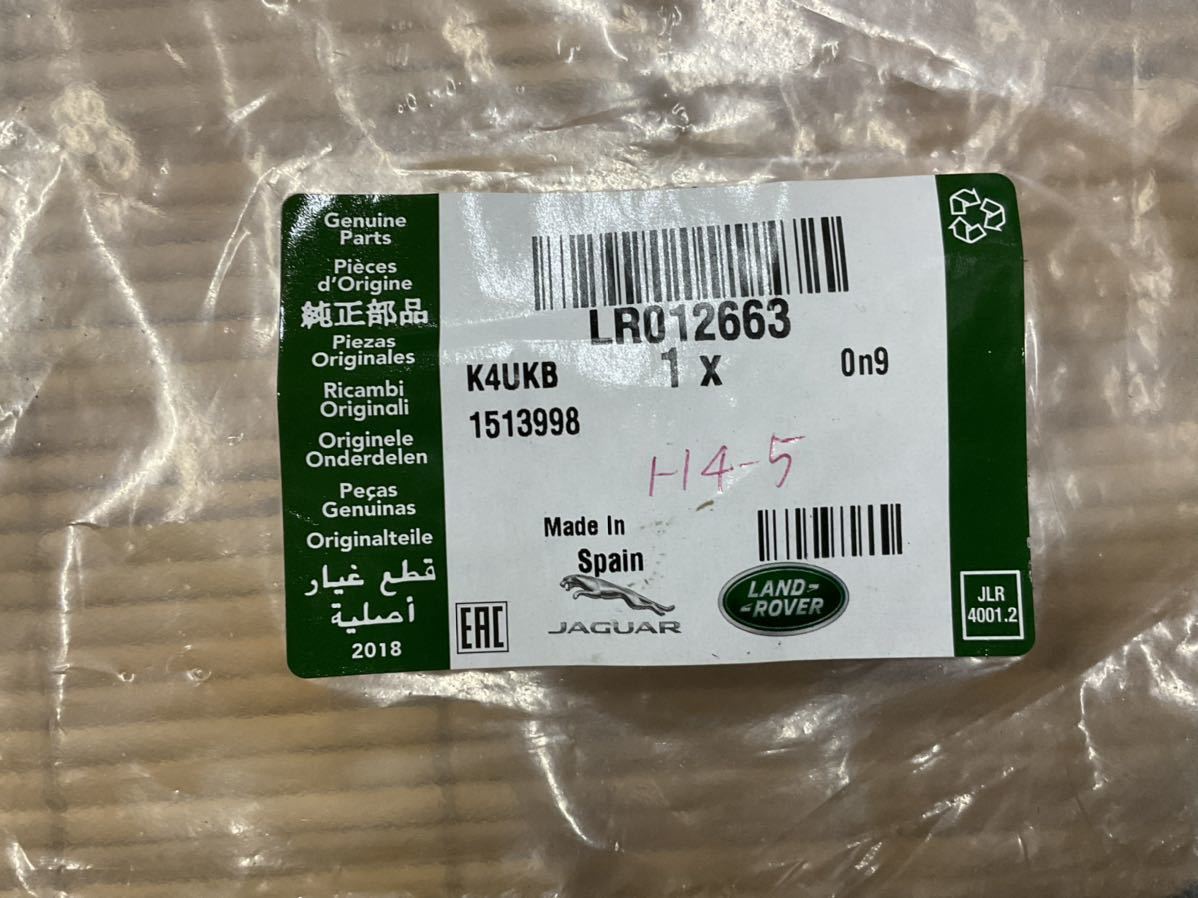 Genuine
Parts
Pièces
d'Origine
純正部品
Piezas
Originales
Ricambi
Originali
Originele
Onderdelen
Peças
Genuinas
Originalteile
قطع غيار
أصلية
2018
LR012663
K4UKB
1 x
0n9
1513998
H4-5
Made In
Spain
EAC
JAGUAR
LAND-
-ROVER
JLR
4001.2